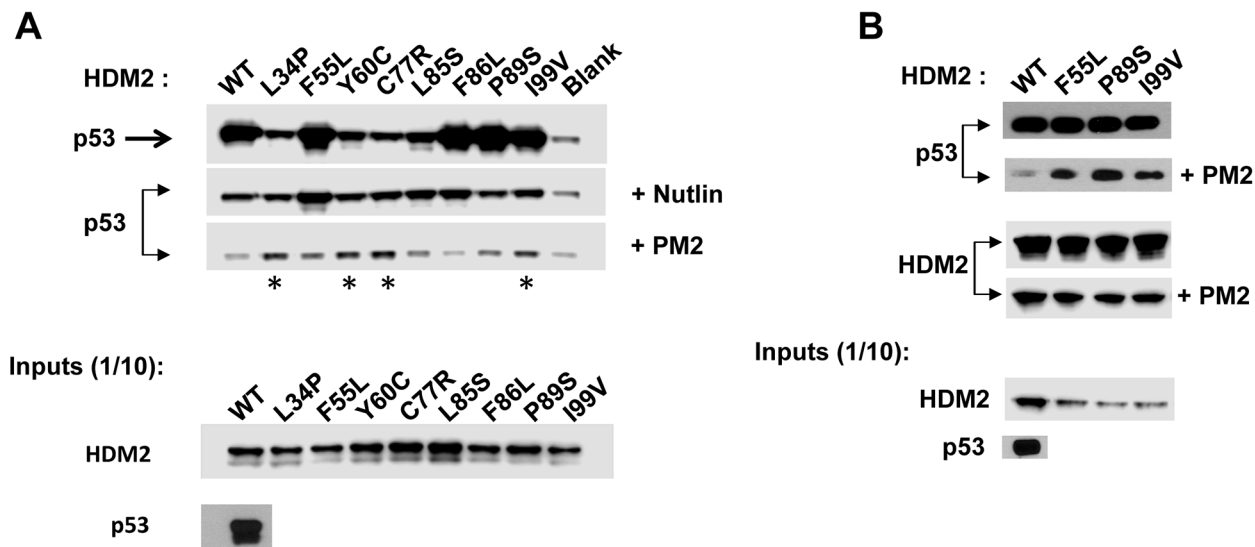 A
HDM2 :
WT L34P F55L Y60C C77R L85S F86L P89S I99V Blank
p53
p53
+ Nutlin
+ PM2
* * * *
Inputs (1/10):
WT L34P F55L Y60C C77R L85S F86L P89S I99V
HDM2
p53
B
HDM2 :
WT F55L P89S I99V
p53
+ PM2
HDM2
+ PM2
Inputs (1/10):
HDM2
p53